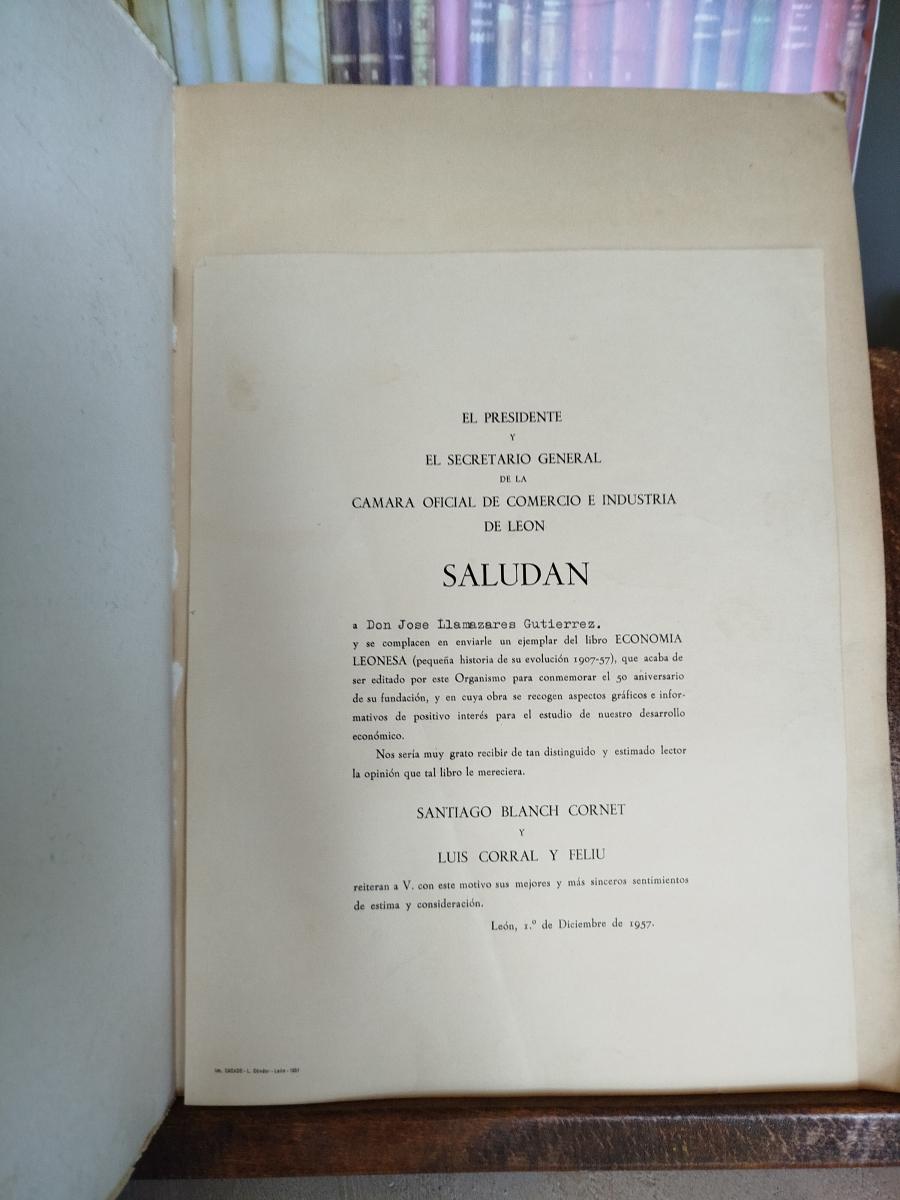 EL PRESIDENTE
Y
EL SECRETARIO GENERAL
DE LA
CAMARA OFICIAL DE COMERCIO E INDUSTRIA
DE LEON
SALUDAN
a Don Jose Llamazares Gutierrez.
y se complacen en enviarle un ejemplar del libro ECONOMIA
LEONESA (pequeña historia de su evolución 1907-57), que acaba de
ser editado por este Organismo para conmemorar el 50 aniversario
de su fundación, y en cuya obra se recogen aspectos gráficos e infor-
mativos de positivo interés para el estudio de nuestro desarrollo
económico.
Nos sería muy grato recibir de tan distinguido y estimado lector
la opinión que tal libro le mereciera.
SANTIAGO BLANCH CORNET
Y
LUIS CORRAL Y FELIU
reiteran a V. con este motivo sus mejores y más sinceros sentimientos
de estima y consideración.
León, 1.º de Diciembre de 1957.
Im. CASADO - L. - León -